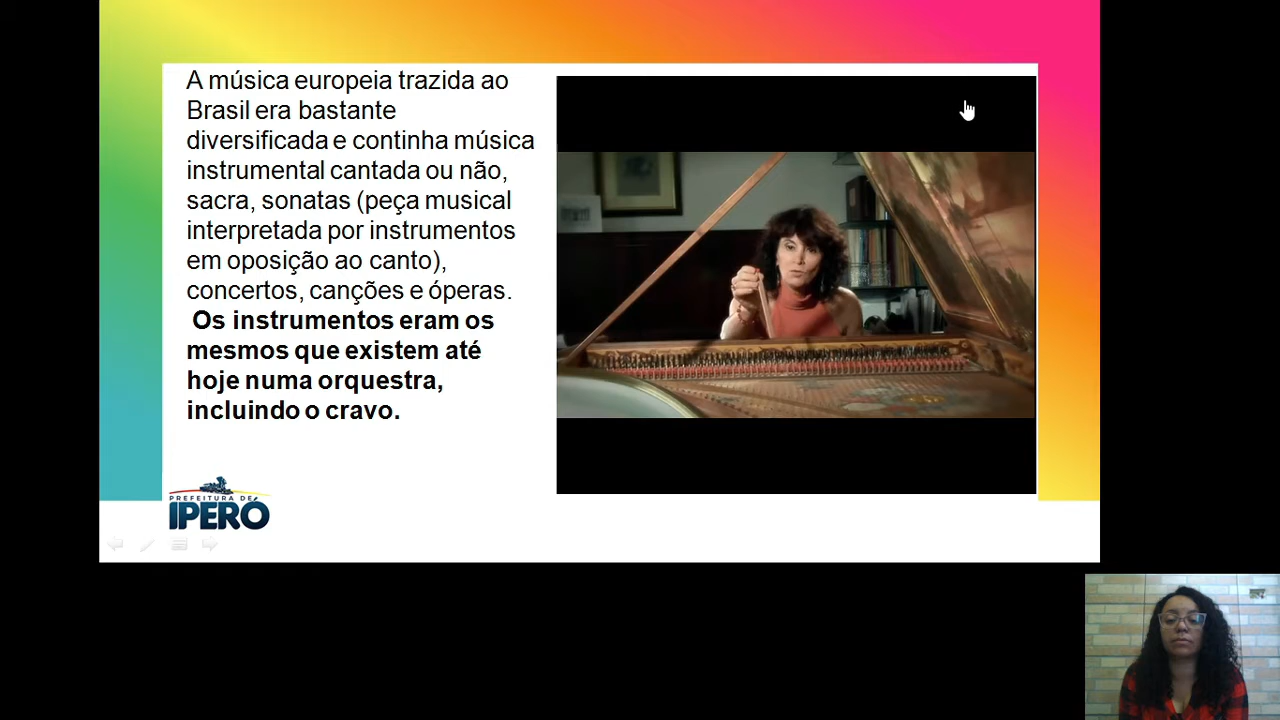 A música europeia trazida ao
Brasil era bastante
diversificada e continha música
instrumental cantada ou não,
sacra, sonatas (peça musical
interpretada por instrumentos
em oposição ao canto),
concertos, canções e óperas.
Os instrumentos eram os
mesmos que existem até
hoje numa orquestra,
incluindo o cravo.
PREFEITURA DE
IPERÓ